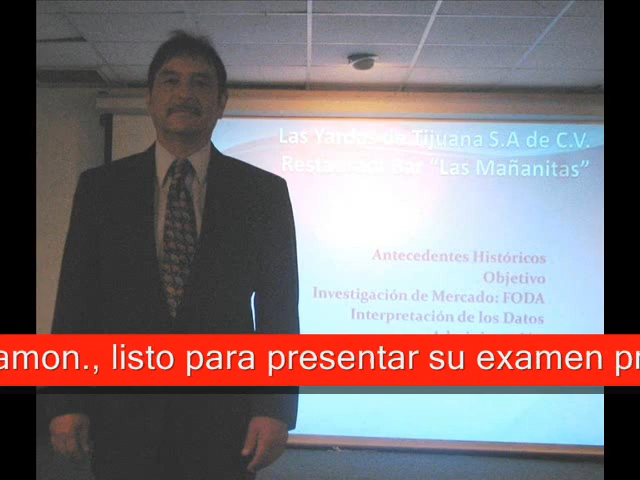 Las Yardas de Tijuana S.A de C.V.
Restaurant Bar “Las Mañanitas”
Antecedentes Históricos
Objetivo
Investigación de Mercado: FODA
Interpretación de los Datos
amon., listo para presentar su examen pr